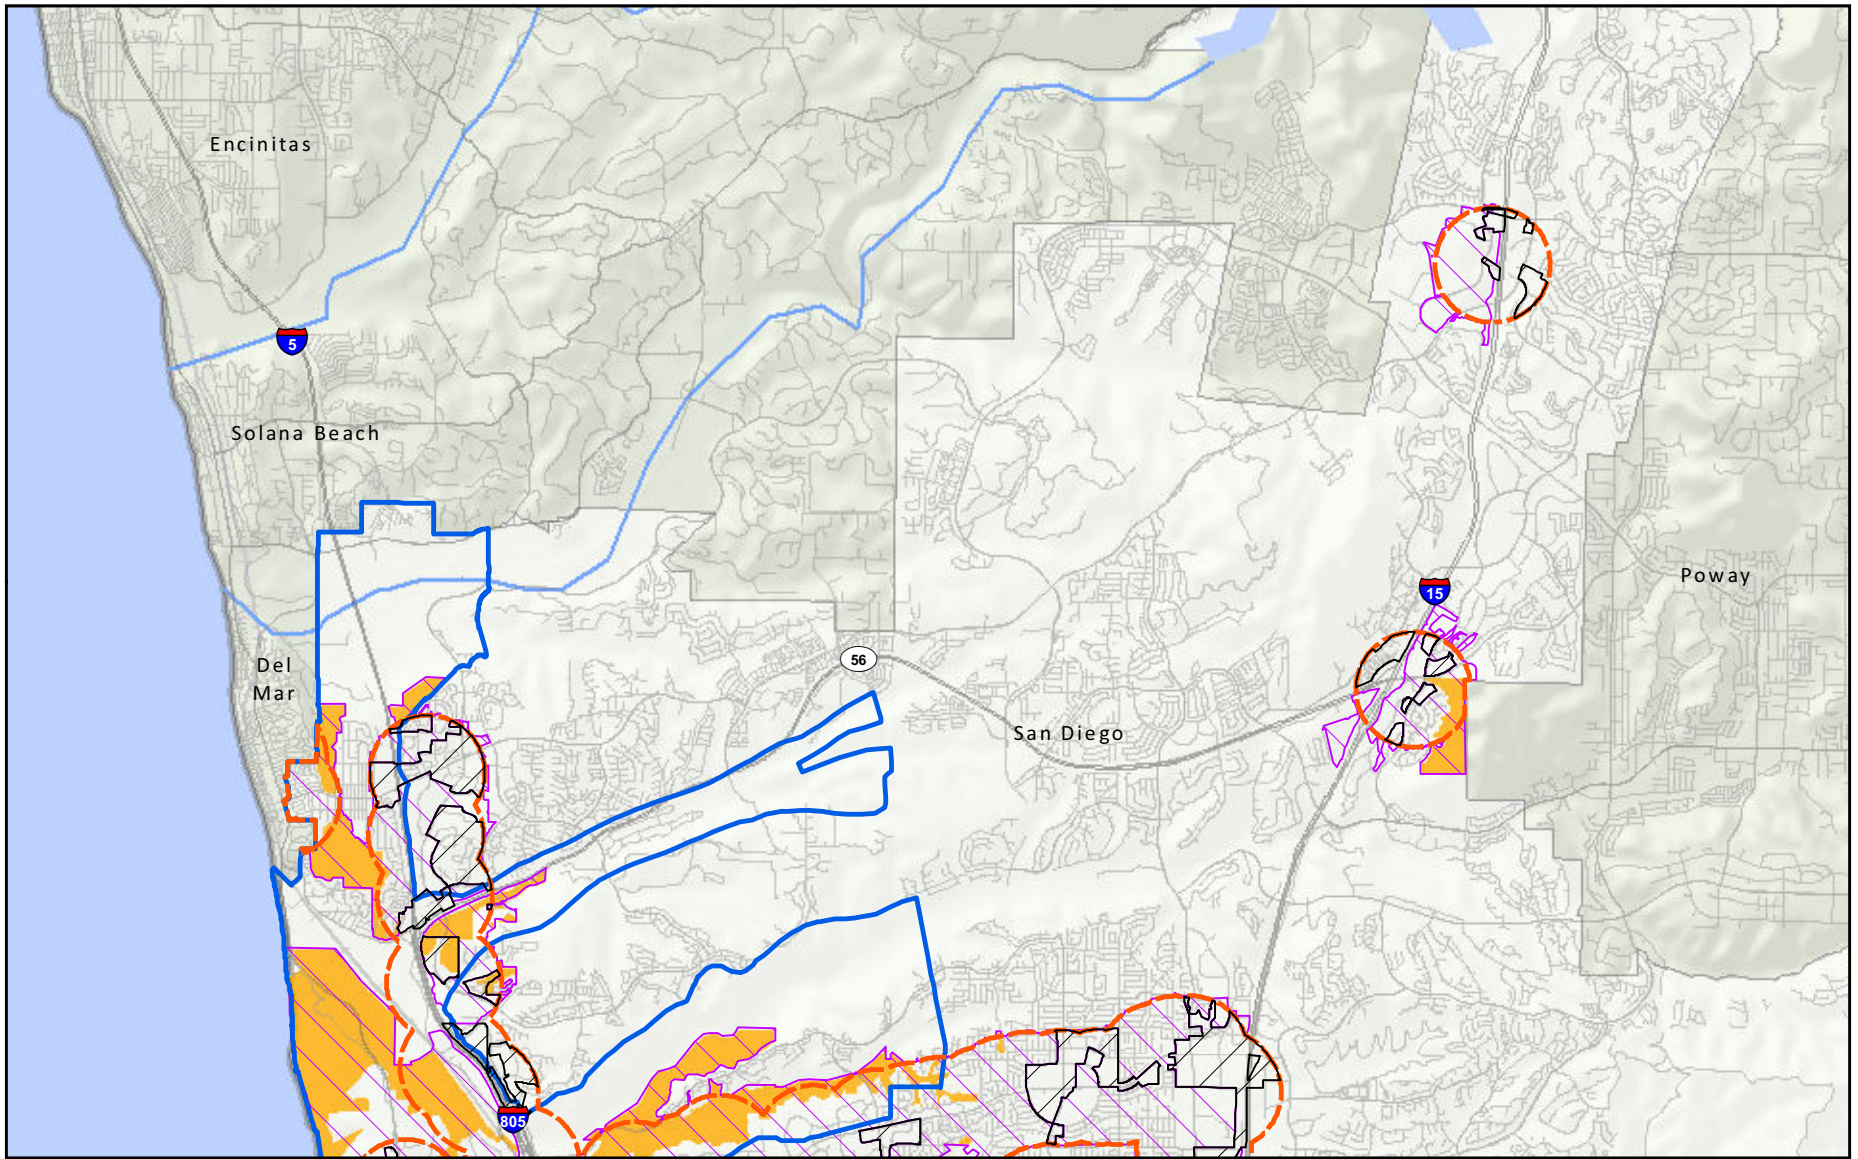 Encinitas
5
Solana Beach
Poway
15
Del
Mar
56
San Diego
805